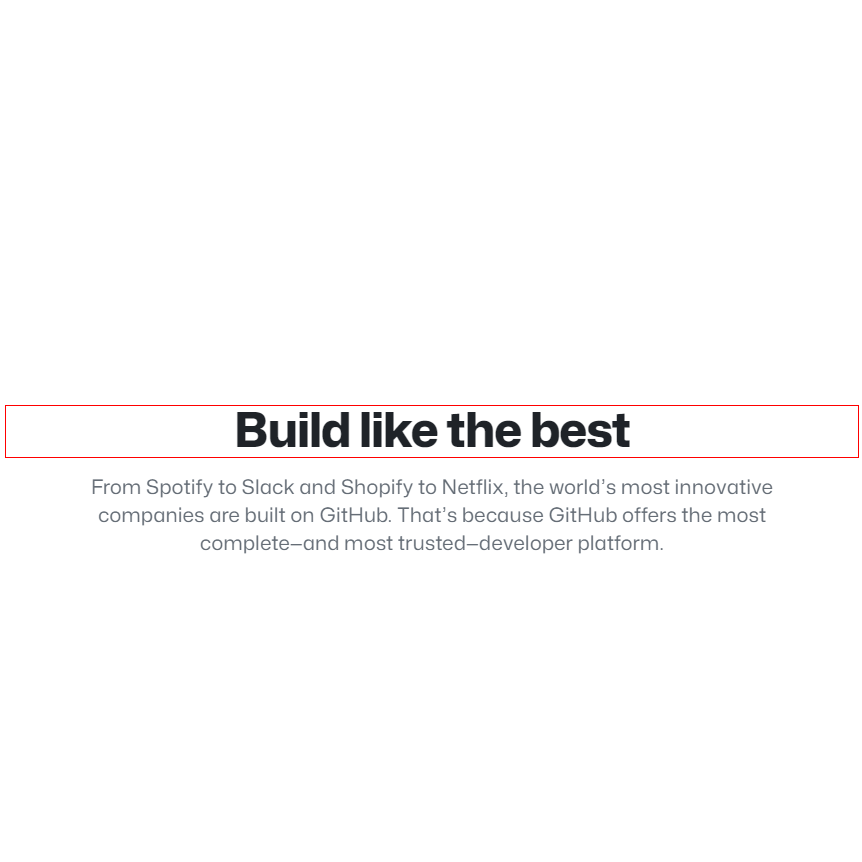 Build like the best
From Spotify to Slack and Shopify to Netflix, the world’s most innovative
companies are built on GitHub. That’s because GitHub offers the most
complete—and most trusted—developer platform.